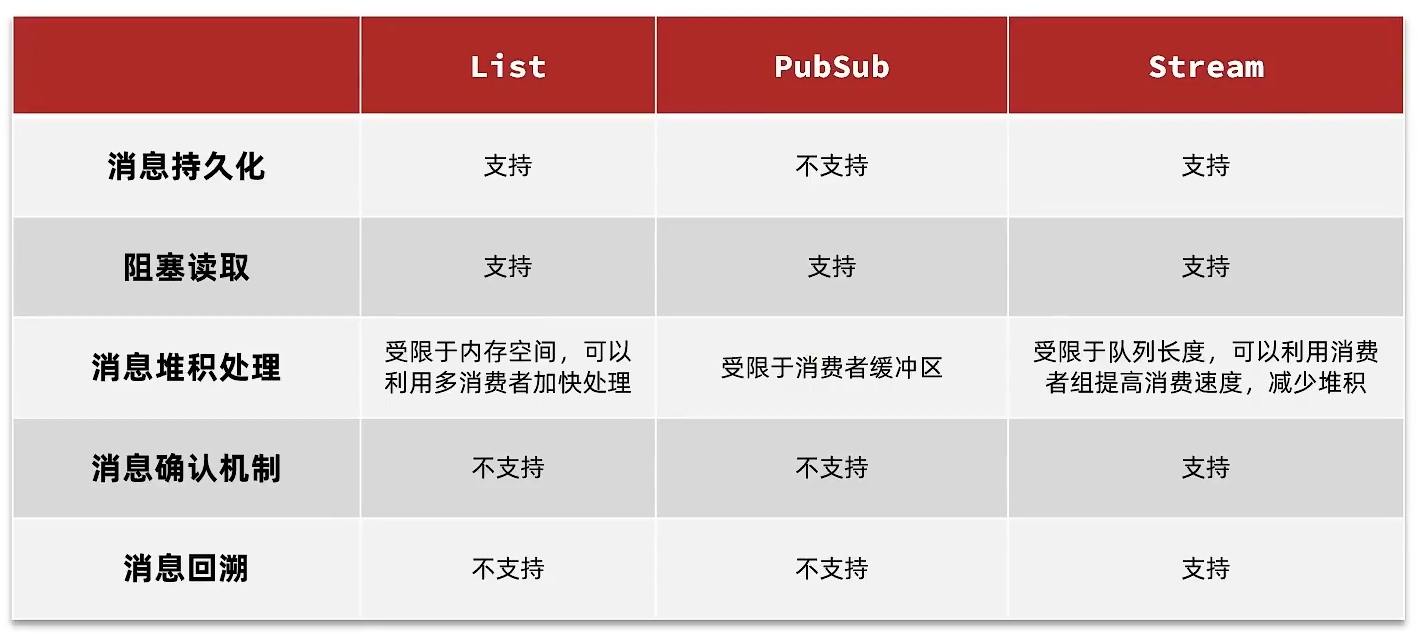 List PubSub Stream
消息持久化 支持 不支持 支持
阻塞读取 支持 支持 支持
消息堆积处理 受限于内存空间，可以 受限于消费者缓冲区 受限于队列长度，可以利用消费
利用多消费者加快处理 者组提高消费速度，减少堆积
消息确认机制 不支持 不支持 支持
消息回溯 不支持 不支持 支持